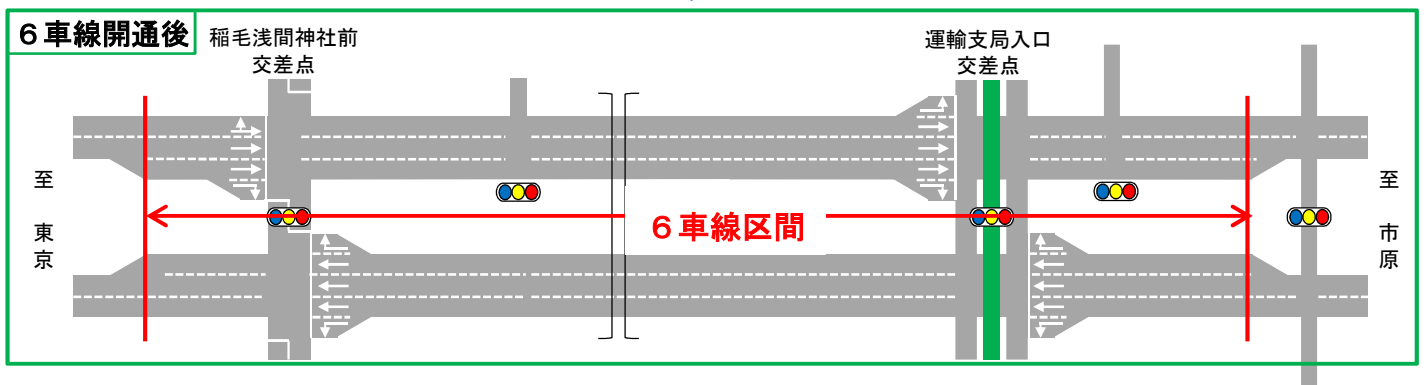 ６車線開通後
稲毛浅間神社前
交差点
運輸支局入口
交差点
至 東京
６車線区間
至 市原